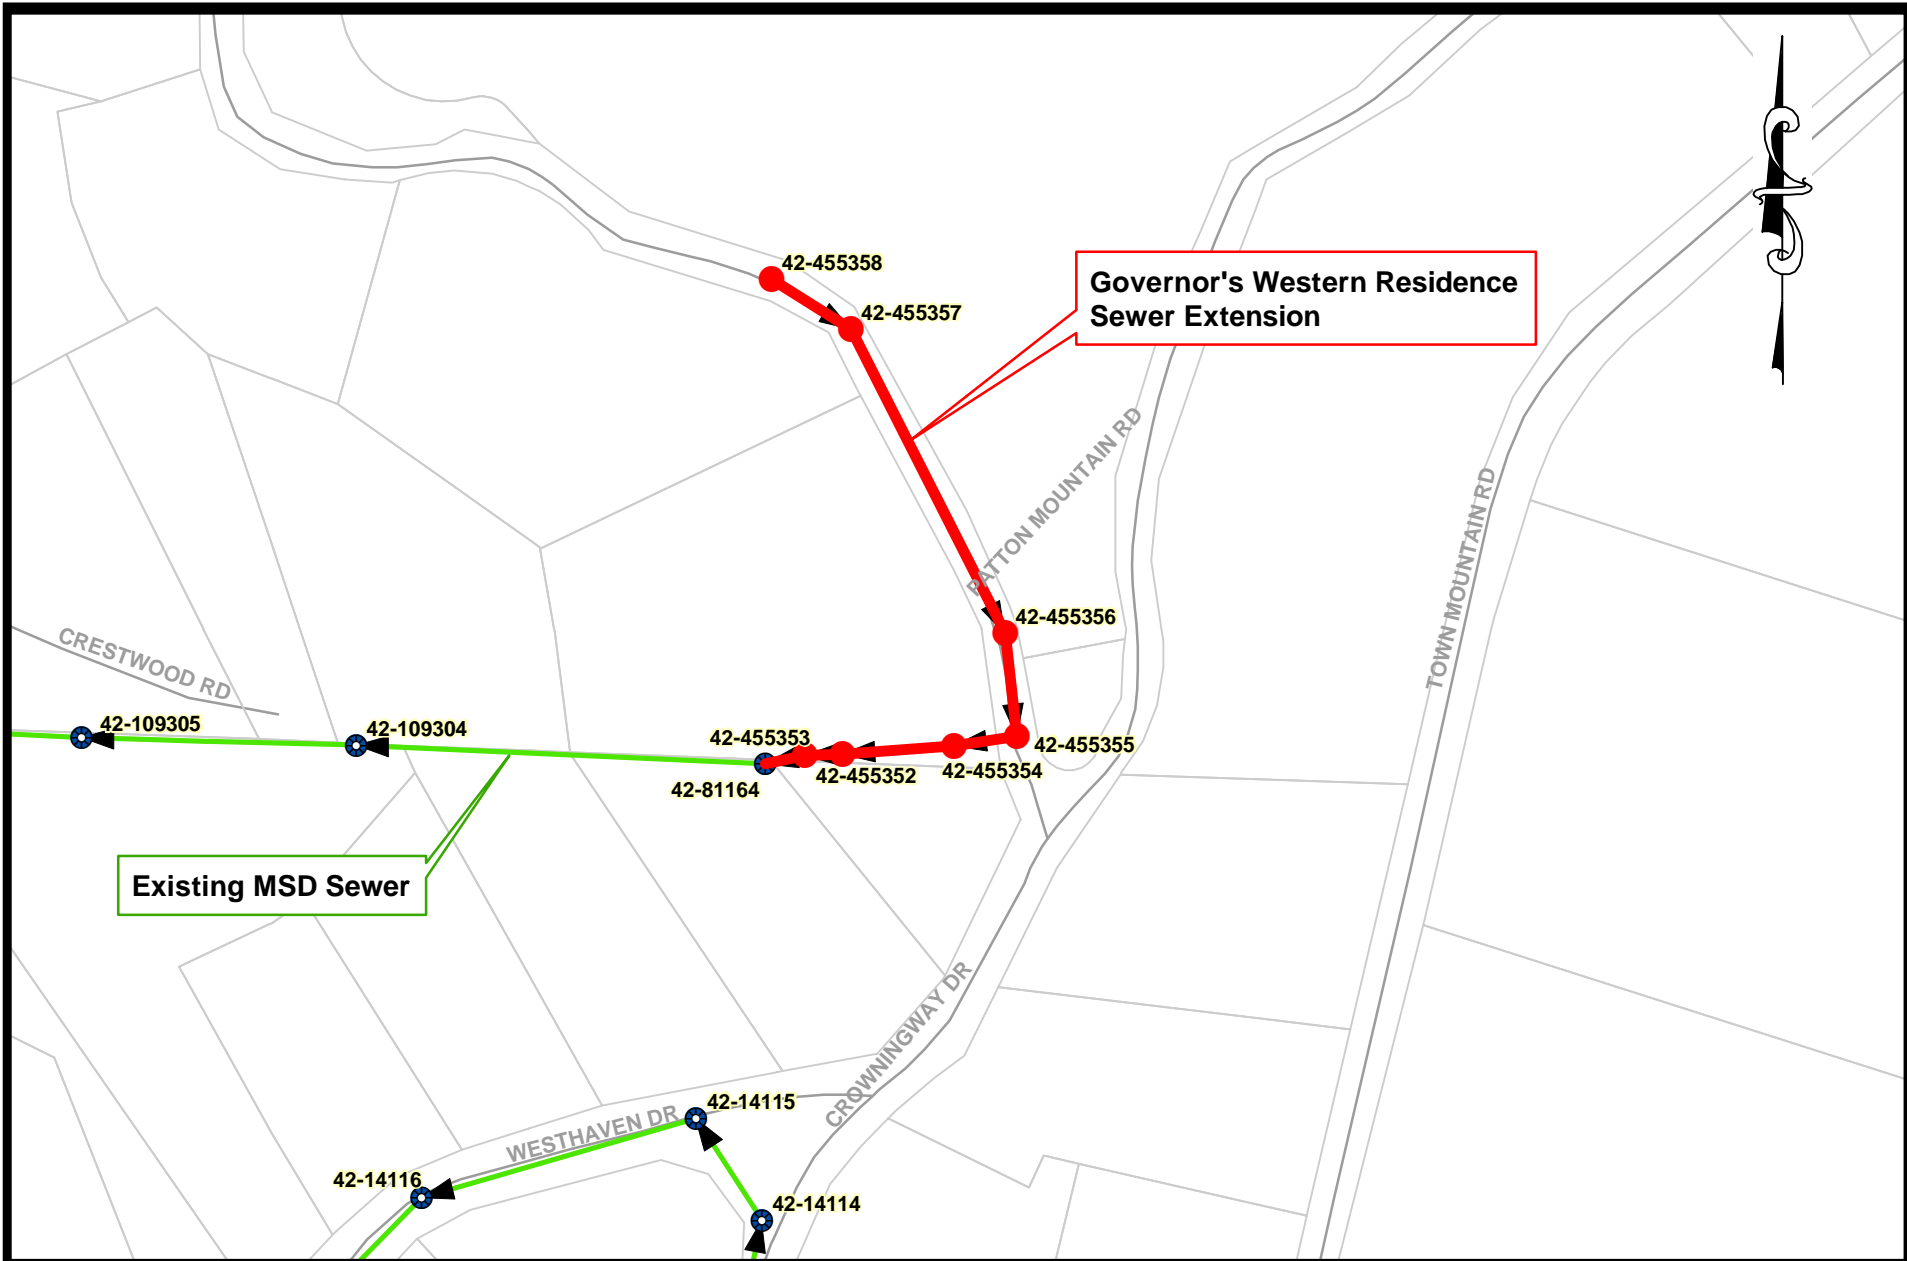 42-455358
42-455357
Governor's Western Residence
Sewer Extension
PATTON MOUNTAIN RD
TOWN MOUNTAIN RD
42-455356
CRESTWOOD RD
42-109305
42-109304
42-455353
42-455355
42-455352
42-455354
42-81164
Existing MSD Sewer
CROWNINGWAY DR
42-14115
WESTHAVEN DR
42-14116
42-14114